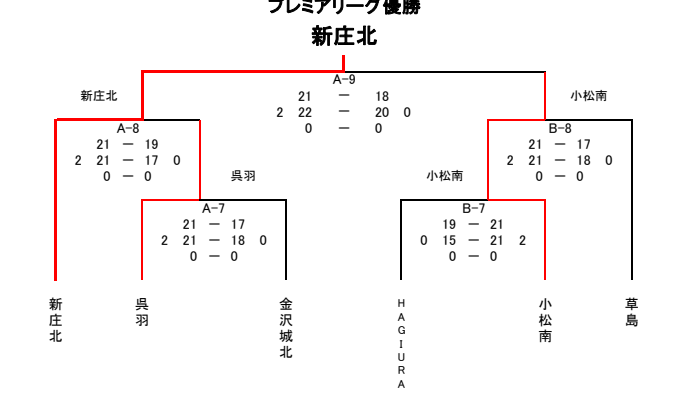 プレミアリーグ優勝
新庄北
A-9
新庄北
21 － 18
小松南
2 22 － 20 0
0 － 0
A-8
21 － 19
2 21 － 17 0
0 － 0
B-8
21 － 17
2 21 － 18 0
0 － 0
呉羽
小松南
A-7
21 － 17
2 21 － 18 0
0 － 0
B-7
19 － 21
0 15 － 21 2
0 － 0
新庄北
呉羽
金沢城北
HAGIURA
小松南
草島